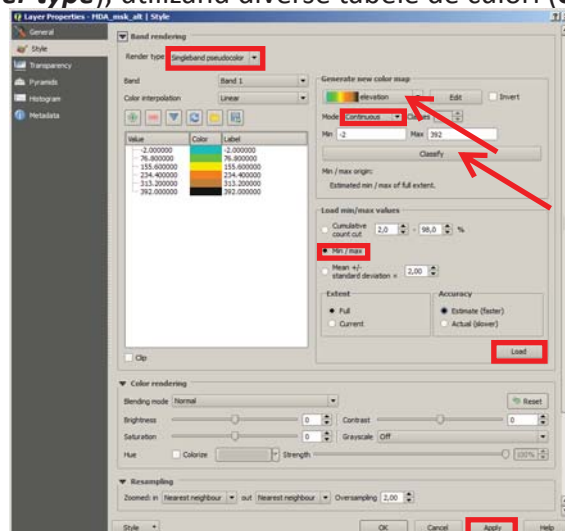 er type), utilizând diverse tabele de culori (
Layer Properties - MDA_msk_alt | Style
General
Style
Transparency
Pyramids
Histogram
Metadata
Band rendering
Render type Singleband pseudocolor
Band Band 1
Color interpolation Linear
Value Color Label
-2.000000 -2.000000
76.800000 76.800000
155.600000 155.600000
234.400000 234.400000
313.200000 313.200000
392.000000 392.000000
Clip
Generate new color map
elevation Edit Invert
Mode Continuous Classes
Min -2 Max 392
Classify
Min / max origin:
Estimated min / max of full extent.
Load min/max values
Cumulative count cut 2,0 - 98,0 %
Min / max
Mean +/- standard deviation × 2,00
Extent
Full
Current
Accuracy
Estimate (faster)
Actual (slower)
Load
Color rendering
Blending mode Normal Reset
Brightness 0 Contrast 0
Saturation 0 Grayscale Off
Hue Colorize Strength 100%
Resampling
Zoomed: in Nearest neighbour out Nearest neighbour Oversampling 2,00
Style OK Cancel Apply Help